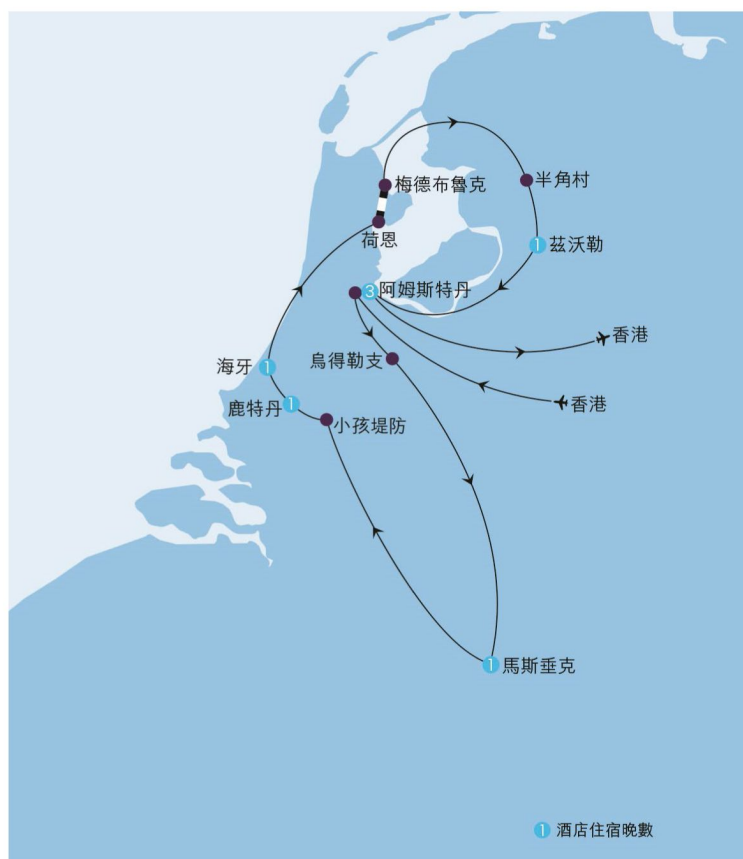 梅德布魯克
半角村
荷恩
1 茲沃勒
3 阿姆斯特丹
香港
烏得勒支
海牙 1
香港
鹿特丹 1
小孩堤防
1 馬斯垂克
1 酒店住宿晚數